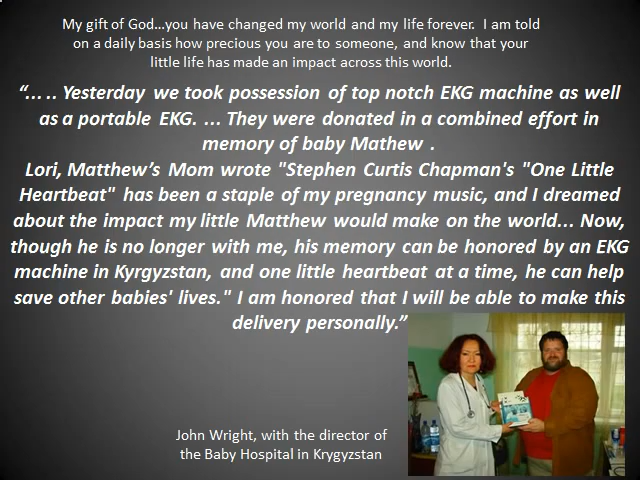 My gift of God…you have changed my world and my life forever. I am told
on a daily basis how precious you are to someone, and know that your
little life has made an impact across this world.
“… .. Yesterday we took possession of top notch EKG machine as well
as a portable EKG. … They were donated in a combined effort in
memory of baby Mathew .
Lori, Matthew’s Mom wrote "Stephen Curtis Chapman's "One Little
Heartbeat" has been a staple of my pregnancy music, and I dreamed
about the impact my little Matthew would make on the world... Now,
though he is no longer with me, his memory can be honored by an EKG
machine in Kyrgyzstan, and one little heartbeat at a time, he can help
save other babies' lives." I am honored that I will be able to make this
delivery personally.”
John Wright, with the director of
the Baby Hospital in Krygyzstan